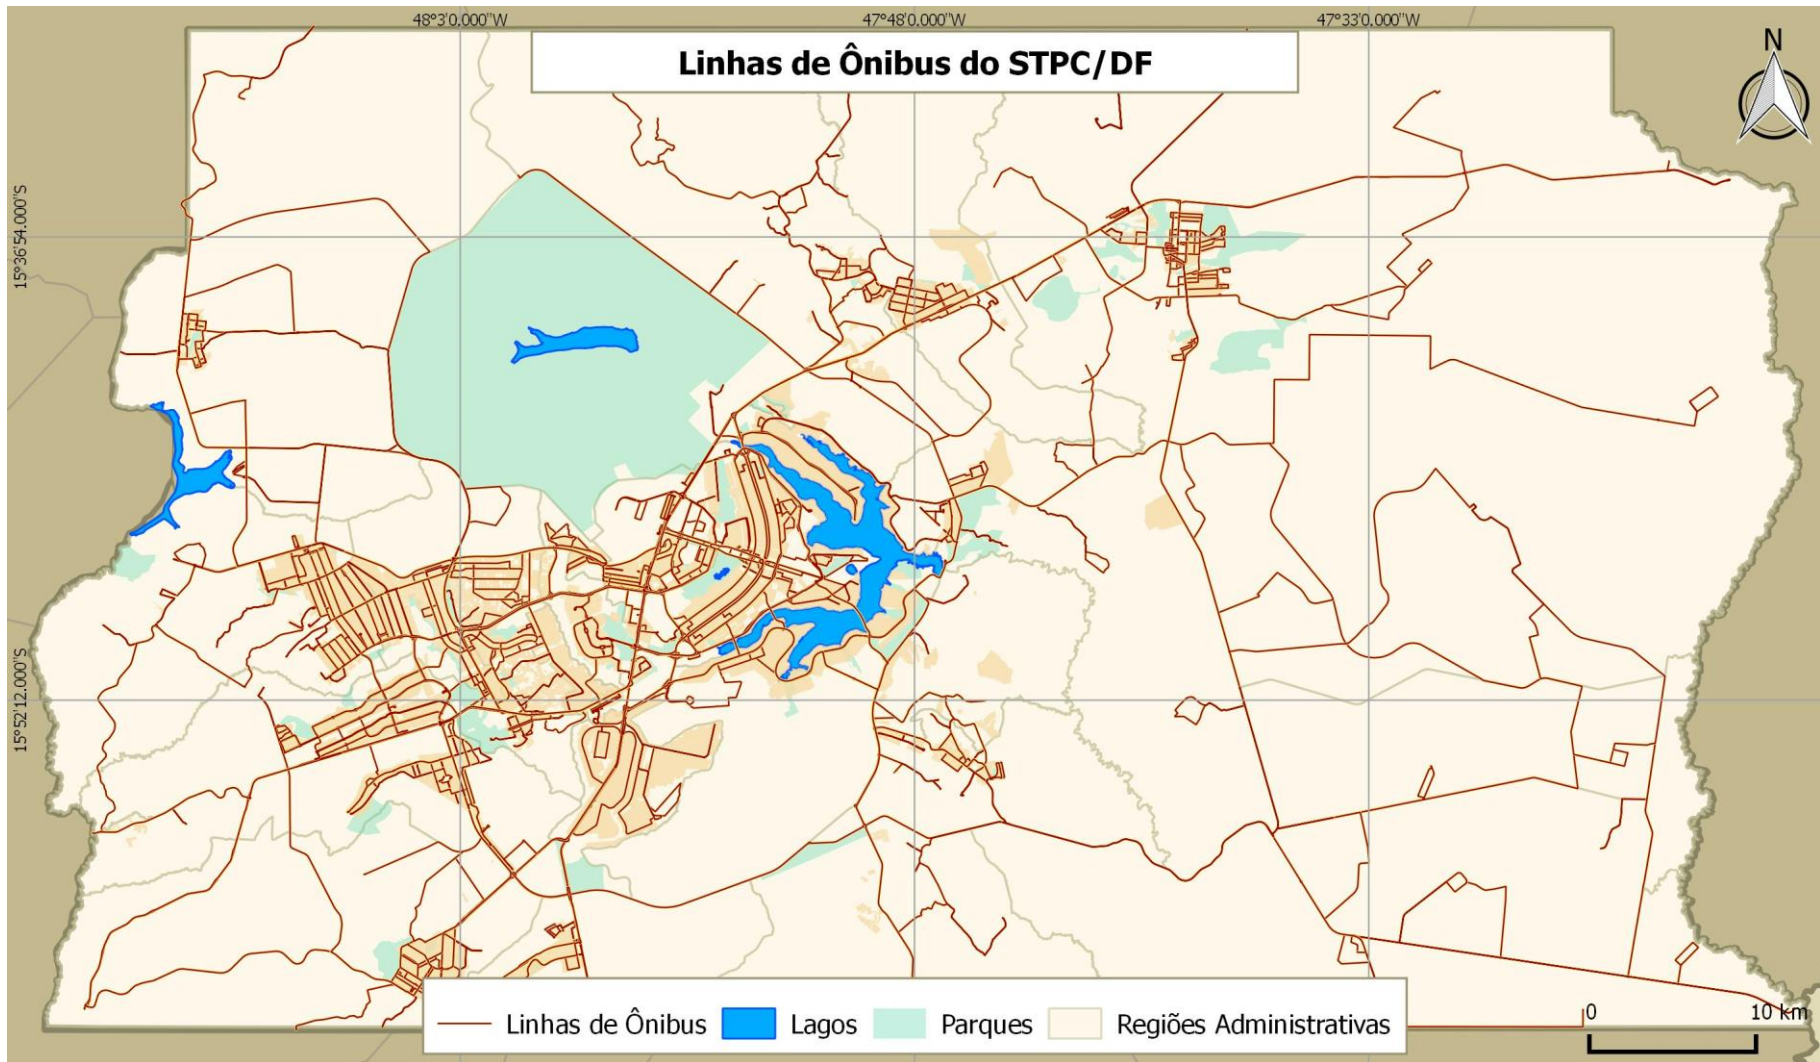 48°3'0.000"W
47°48'0.000"W
47°33'0.000"W
Linhas de Ônibus do STPC/DF
N
15°36'54.000"S
15°52'12.000"S
Linhas de Ônibus
Lagos
Parques
Regiões Administrativas
0
10 km